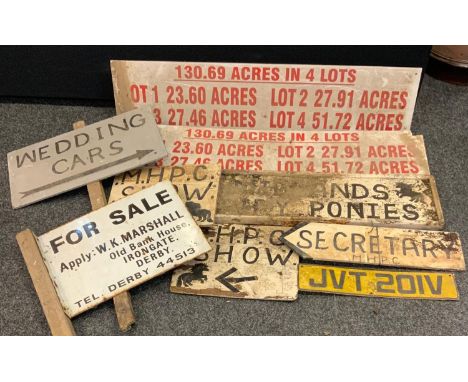 130.69 ACRES IN 4 LOTS
LOT 1 23.60 ACRES LOT 2 27.91 ACRES
3 27.46 ACRES LOT 4 51.72 ACRES
130.69 ACRES IN 4 LOTS
23.60 ACRES LOT 2 27.91 ACRES
27.46 ACRES LOT 4 51.72 ACRES
WEDDING
CARS
M.H.P.C.
SHOW
ANDS
PONIES
FOR SALE
Apply: W.K. MARSHALL
Old Bank House,
IRONGATE,
DERBY.
TEL. DERBY 44513
H.P.C
SHOW
SECRETARY
M.H.P.C.
JVT 201V